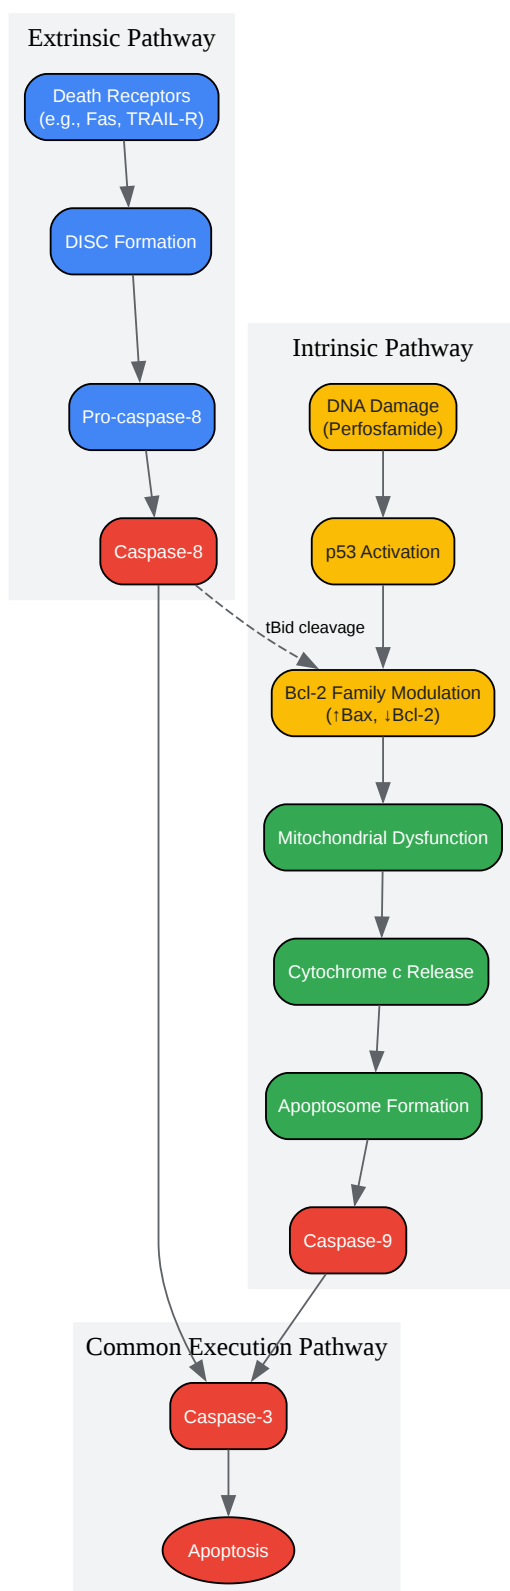 Extrinsic Pathway
Death Receptors
(e.g., Fas, TRAIL-R)
DISC Formation
Pro-caspase-8
Caspase-8
Intrinsic Pathway
DNA Damage
(Perfosfamide)
p53 Activation
tBid cleavage
Bcl-2 Family Modulation
(↑Bax, ↓Bcl-2)
Mitochondrial Dysfunction
Cytochrome c Release
Apoptosome Formation
Caspase-9
Common Execution Pathway
Caspase-3
Apoptosis